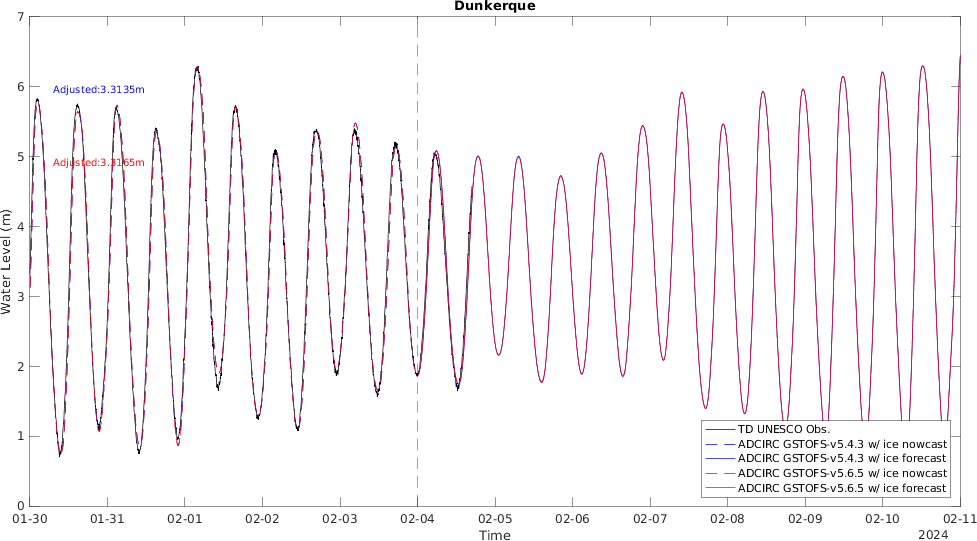 Dunkerque
7
6
5
4
3
2
1
0
Water Level (m)
Adjusted:3.3135m
Adjusted:3.3165m
TD UNESCO Obs.
ADCIRC GSTOFS-v5.4.3 w/ ice nowcast
ADCIRC GSTOFS-v5.4.3 w/ ice forecast
ADCIRC GSTOFS-v5.6.5 w/ ice nowcast
ADCIRC GSTOFS-v5.6.5 w/ ice forecast
01-30 01-31 02-01 02-02 02-03 02-04 02-05 02-06 02-07 02-08 02-09 02-10 02-11
Time
2024